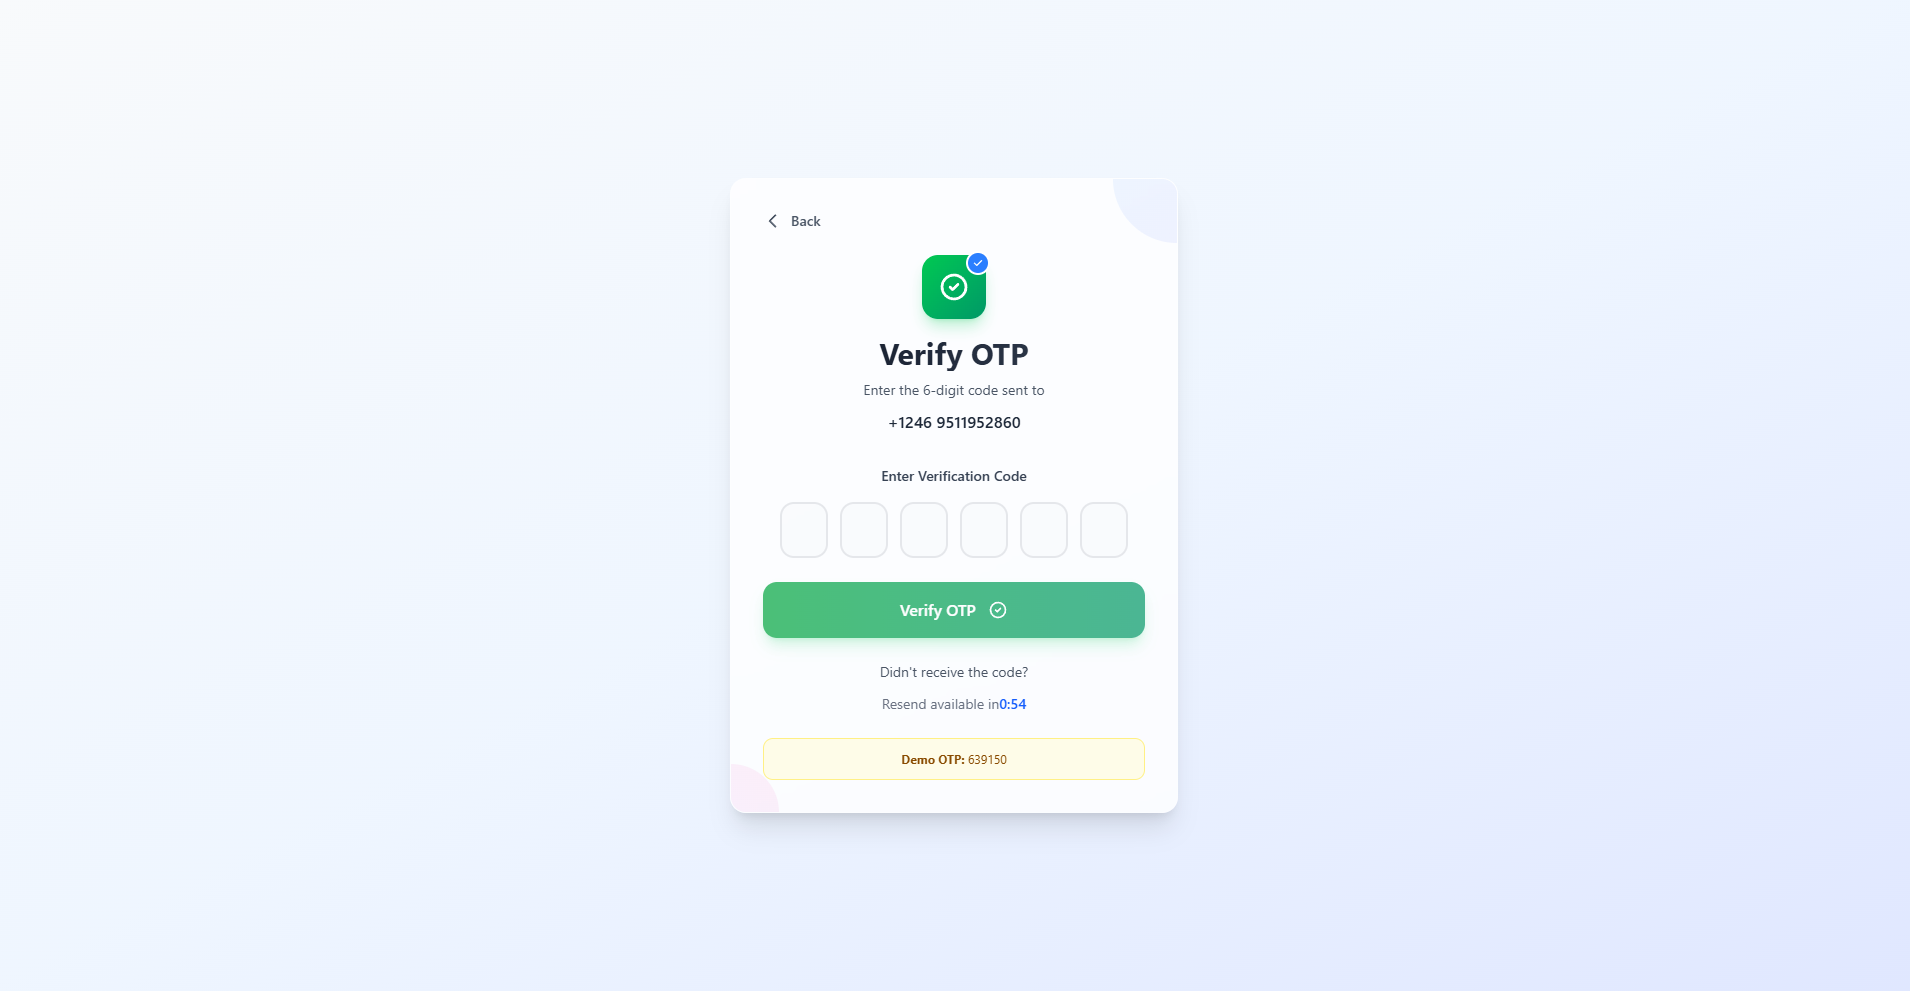 Back
Verify OTP
Enter the 6-digit code sent to
+1246 9511952860
Enter Verification Code
Verify OTP
Didn't receive the code?
Resend available in0:54
Demo OTP: 639150